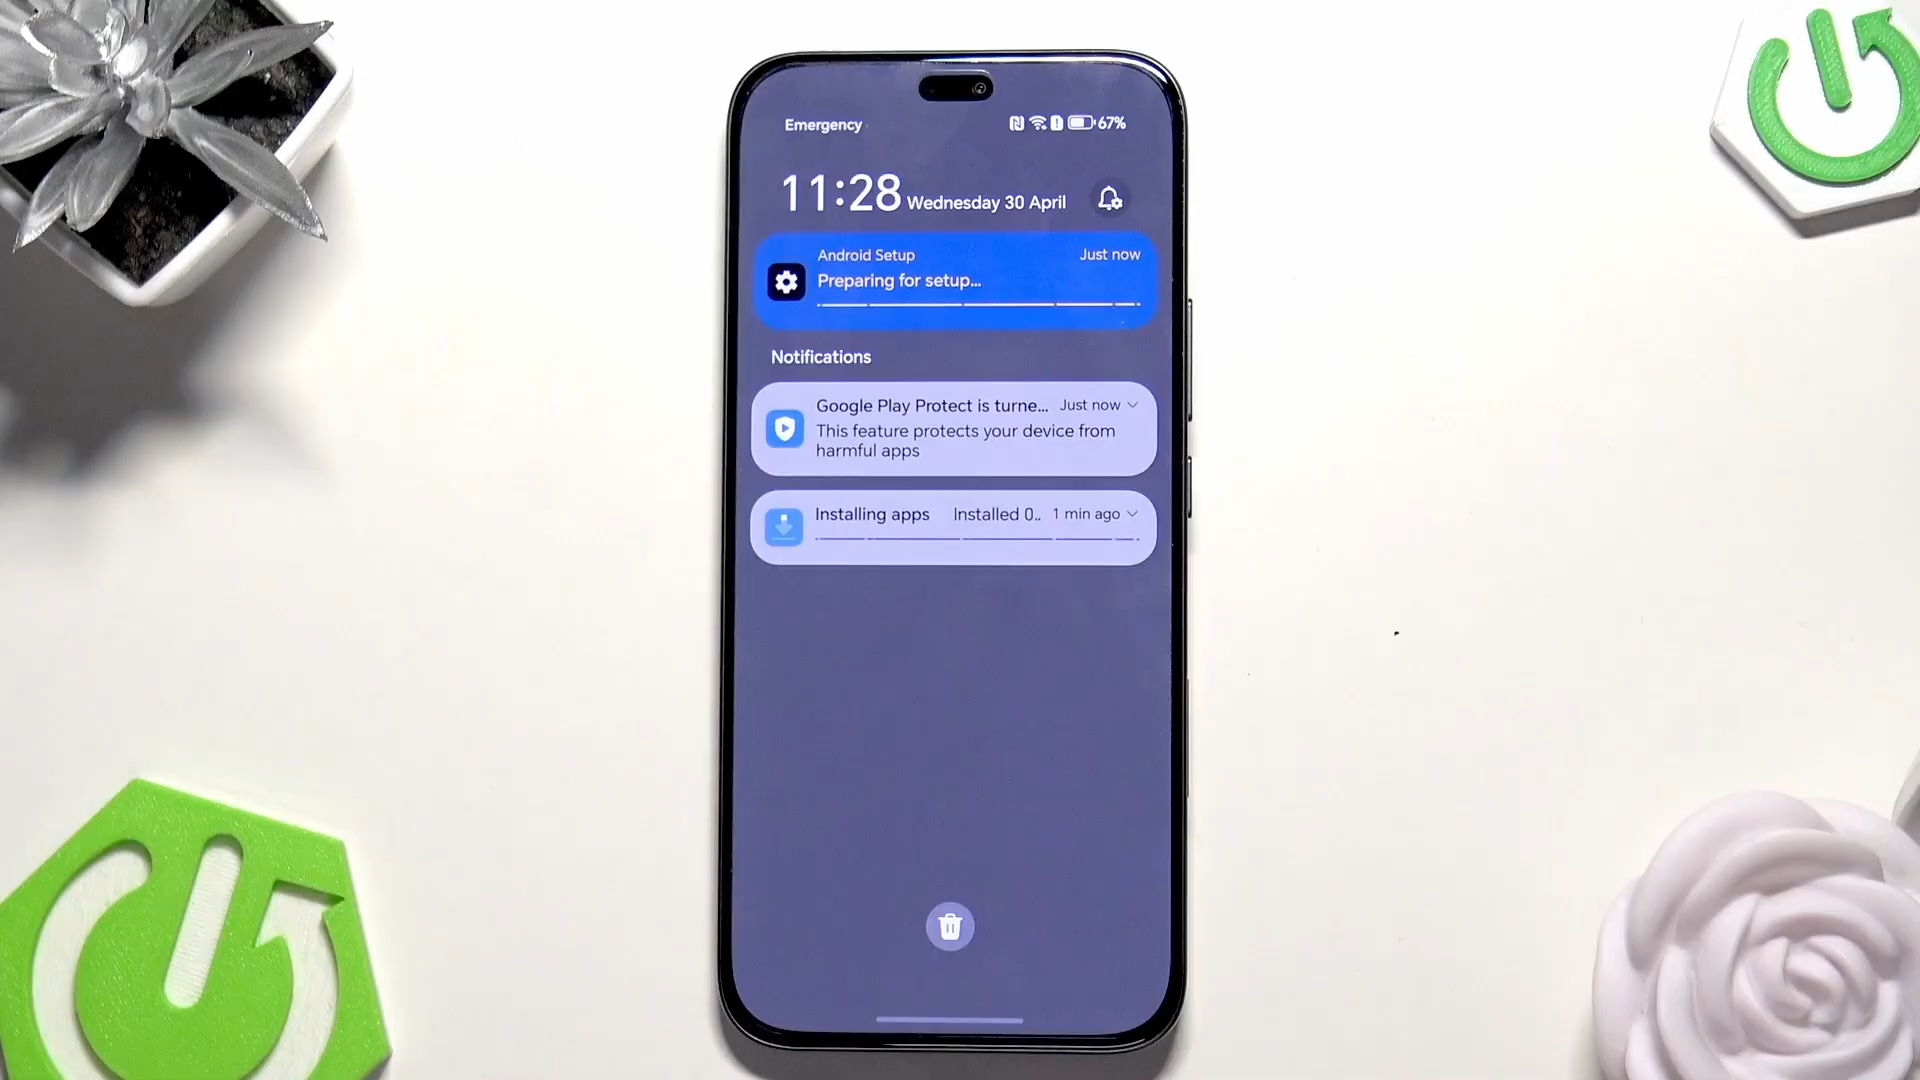 Emergency
67%
11:28 Wednesday 30 April
Android Setup Just now
Preparing for setup...
Notifications
Google Play Protect is turne... Just now
This feature protects your device from
harmful apps
Installing apps Installed 0.. 1 min ago